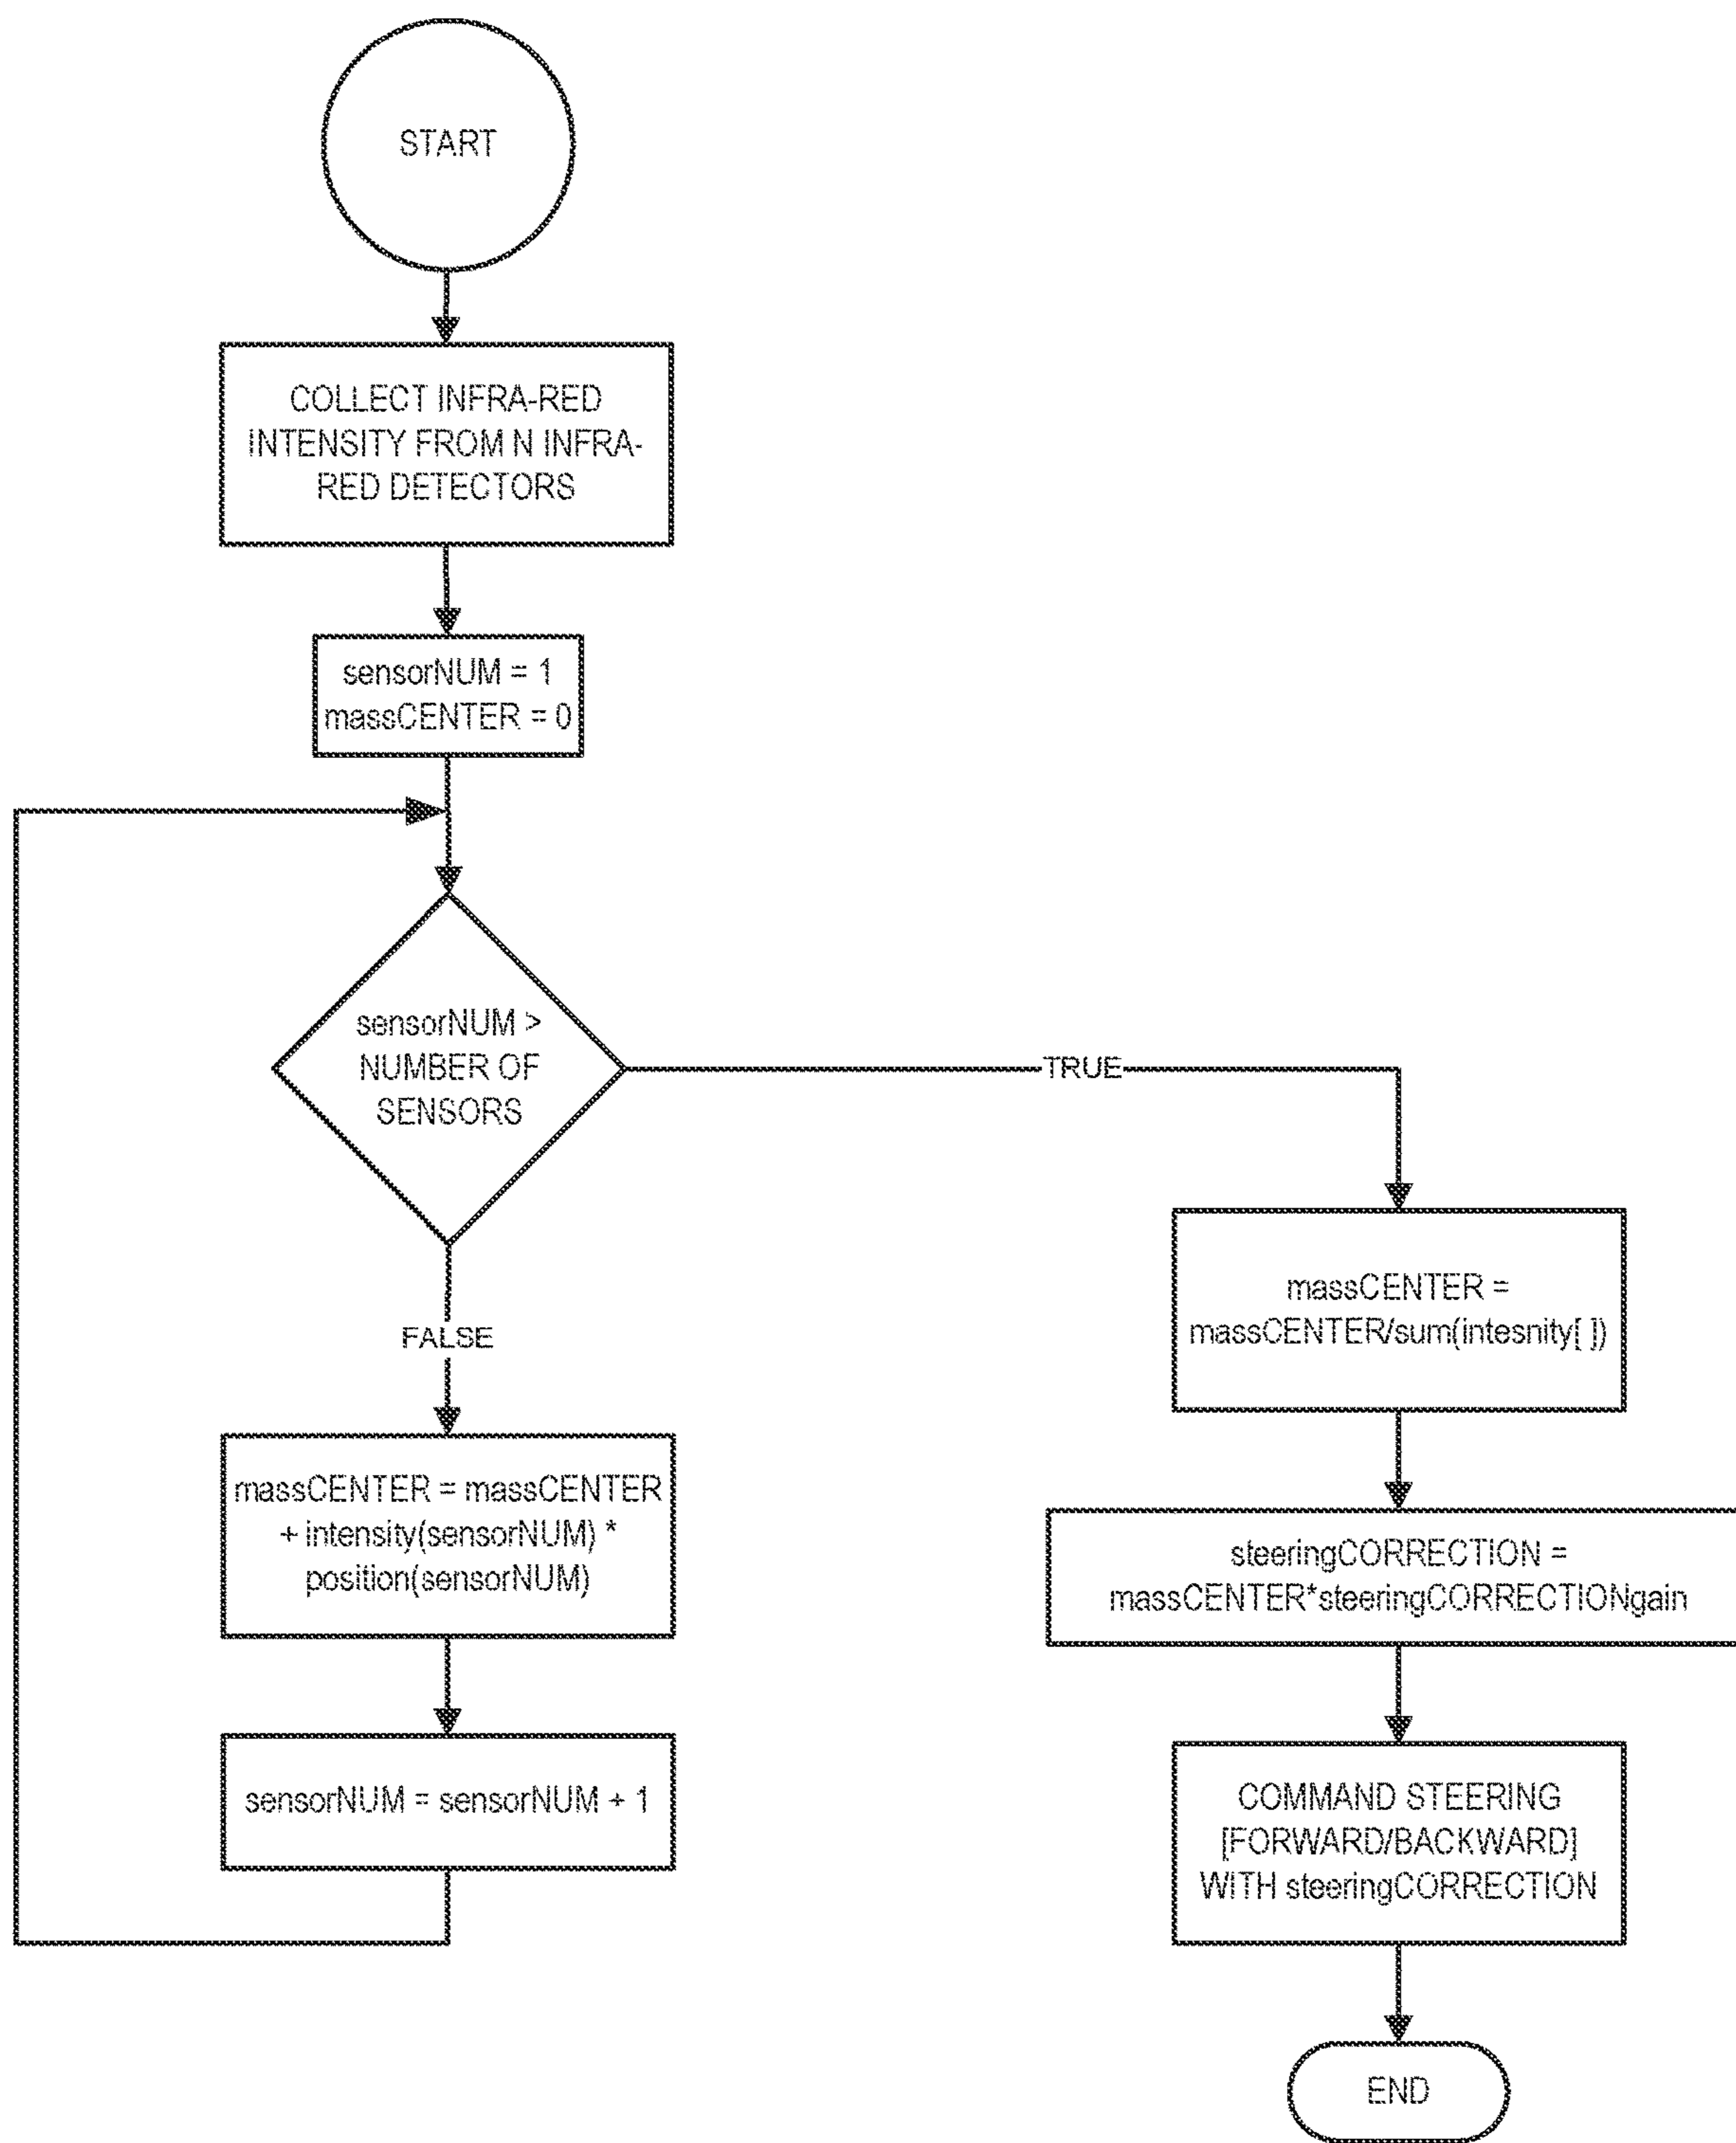 START
COLLECT INFRA-RED
INTENSITY FROM N INFRA-
RED DETECTORS
sensorNUM = 1
massCENTER = 0
sensorNUM >
NUMBER OF
SENSORS
TRUE
FALSE
massCENTER = massCENTER
+ intensity(sensorNUM) *
position(sensorNUM)
sensorNUM = sensorNUM + 1
massCENTER =
massCENTER/sum(intesnity[ ])
steeringCORRECTION =
massCENTER*steeringCORRECTIONgain
COMMAND STEERING
[FORWARD/BACKWARD]
WITH steeringCORRECTION
END